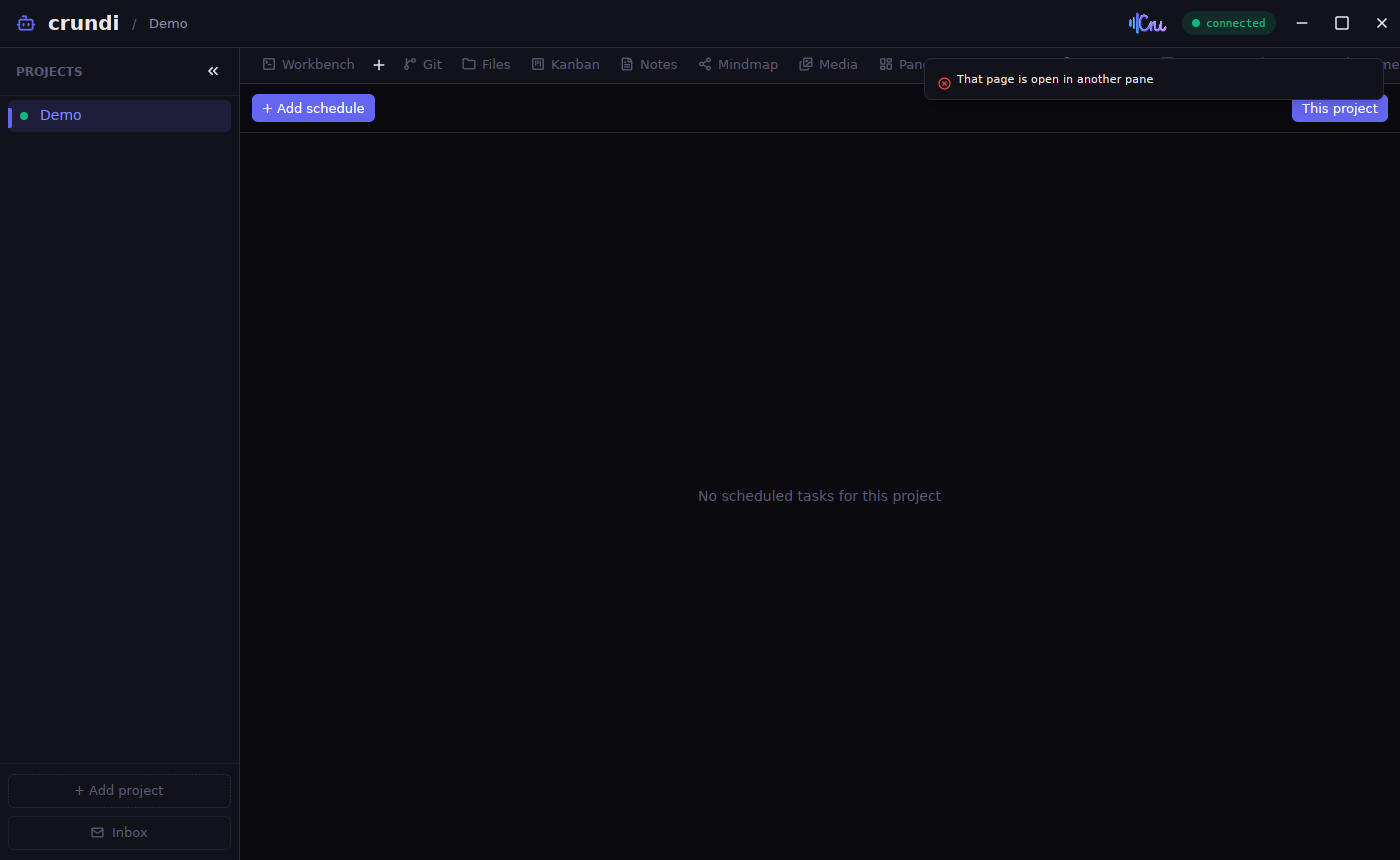 crundi / Demo
Cru
connected
PROJECTS
Workbench
Git
Files
Kanban
Notes
Mindmap
Media
That page is open in another pane
Demo
+ Add schedule
This project
No scheduled tasks for this project
+ Add project
Inbox